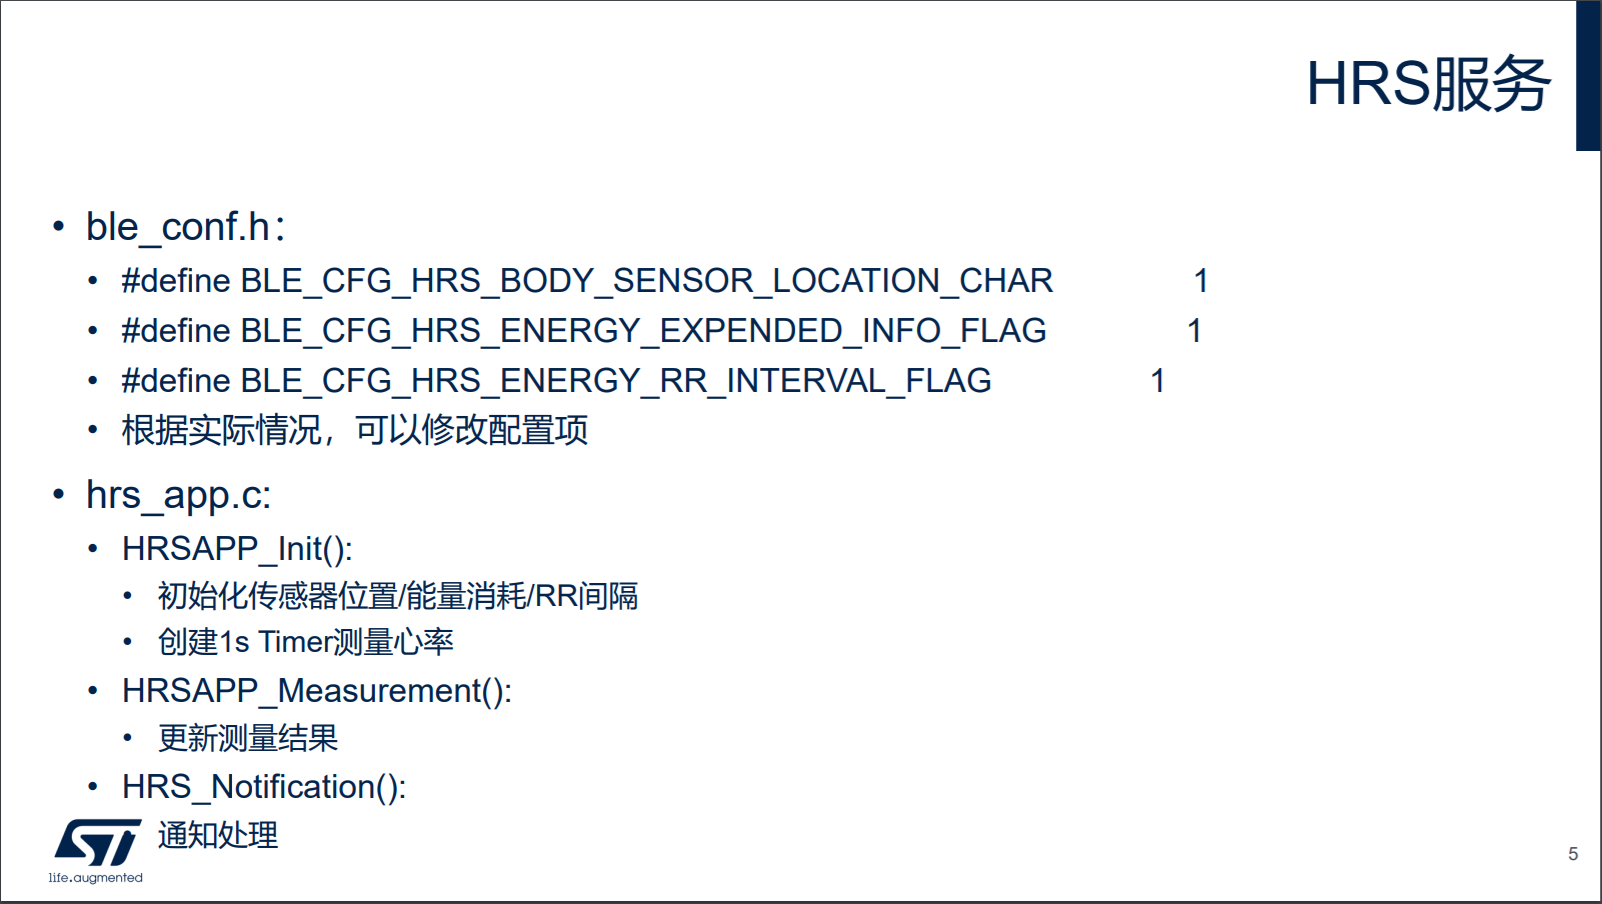 HRS服务
• ble_conf.h：
• #define BLE_CFG_HRS_BODY_SENSOR_LOCATION_CHAR 1
• #define BLE_CFG_HRS_ENERGY_EXPENDED_INFO_FLAG 1
• #define BLE_CFG_HRS_ENERGY_RR_INTERVAL_FLAG 1
• 根据实际情况，可以修改配置项
• hrs_app.c:
• HRSAPP_Init():
• 初始化传感器位置/能量消耗/RR间隔
• 创建1s Timer测量心率
• HRSAPP_Measurement():
• 更新测量结果
• HRS_Notification():
通知处理
ST
life.augmented
5